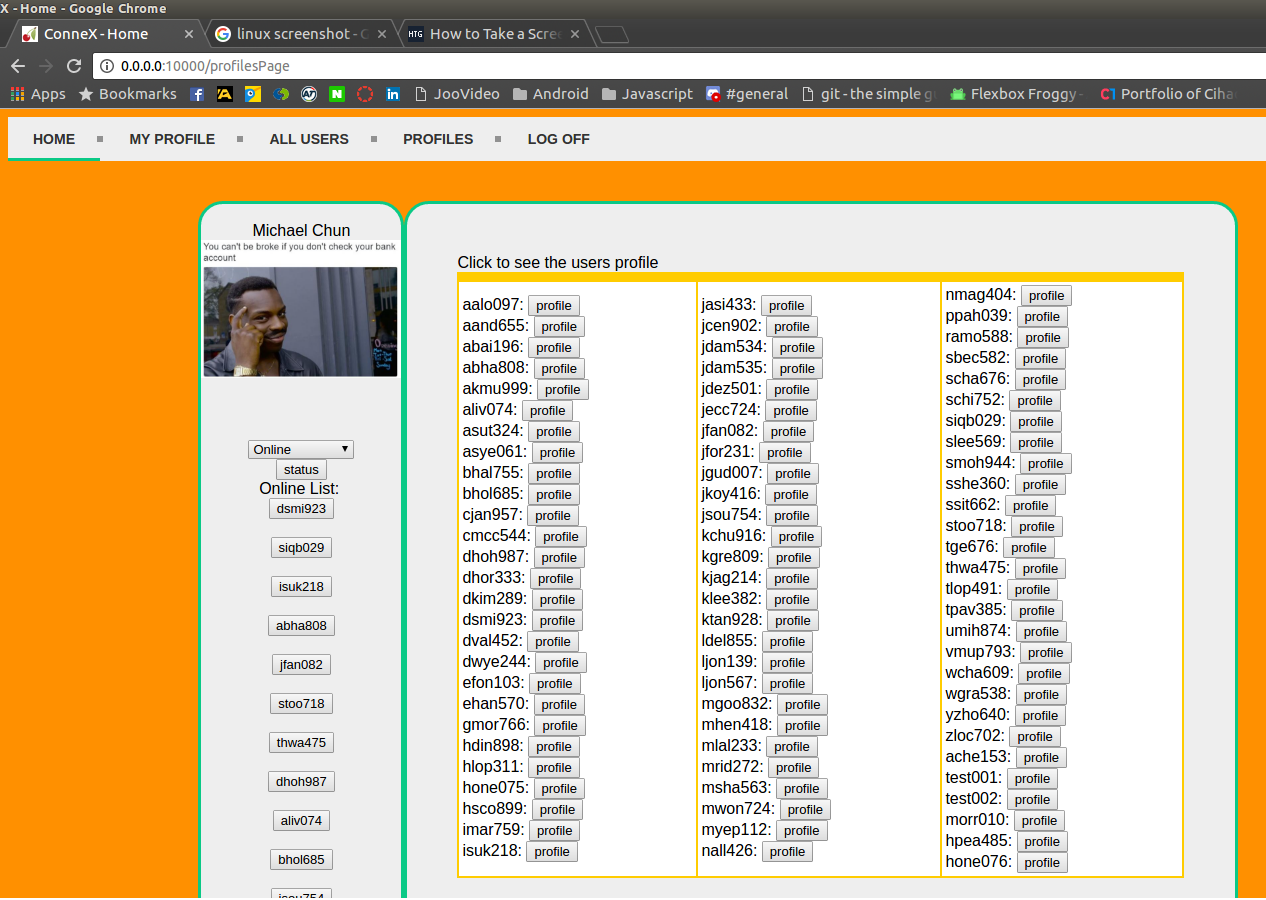 X - Home - Google Chrome
ConneX - Home
linux screenshot -
HTG How to Take a Scree
0.0.0.0:10000/profilesPage
Apps Bookmarks JooVideo Android Javascript #general git - the simple Flexbox Froggy - Portfolio of Ciha
HOME MY PROFILE ALL USERS PROFILES LOG OFF
Michael Chun
You can't be broke if you don't check your bank
account
Online
status
Online List:
dsmi923
siqb029
isuk218
abha808
jfan082
stoo718
thwa475
dhoh987
aliv074
bhol685
jsou754
Click to see the users profile
aalo097: profile
aand655: profile
abai196: profile
abha808: profile
akmu999: profile
aliv074: profile
asut324: profile
asye061: profile
bhal755: profile
bhol685: profile
cjan957: profile
cmcc544: profile
dhoh987: profile
dhor333: profile
dkim289: profile
dsmi923: profile
dval452: profile
dwye244: profile
efon103: profile
ehan570: profile
gmor766: profile
hdin898: profile
hlop311: profile
hone075: profile
hsco899: profile
imar759: profile
isuk218: profile
jasi433: profile
jcen902: profile
jdam534: profile
jdam535: profile
jdez501: profile
jecc724: profile
jfan082: profile
jfor231: profile
jgud007: profile
jkoy416: profile
jsou754: profile
kchu916: profile
kgre809: profile
kjag214: profile
klee382: profile
ktan928: profile
ldel855: profile
ljon139: profile
ljon567: profile
mgoo832: profile
mhen418: profile
mlal233: profile
mrid272: profile
msha563: profile
mwon724: profile
myep112: profile
nall426: profile
nmag404: profile
ppah039: profile
ramo588: profile
sbec582: profile
scha676: profile
schi752: profile
siqb029: profile
slee569: profile
smoh944: profile
sshe360: profile
ssit662: profile
stoo718: profile
tge676: profile
thwa475: profile
tlop491: profile
tpav385: profile
umih874: profile
vmup793: profile
wcha609: profile
wgra538: profile
yzho640: profile
zloc702: profile
ache153: profile
test001: profile
test002: profile
morr010: profile
hpea485: profile
hone076: profile